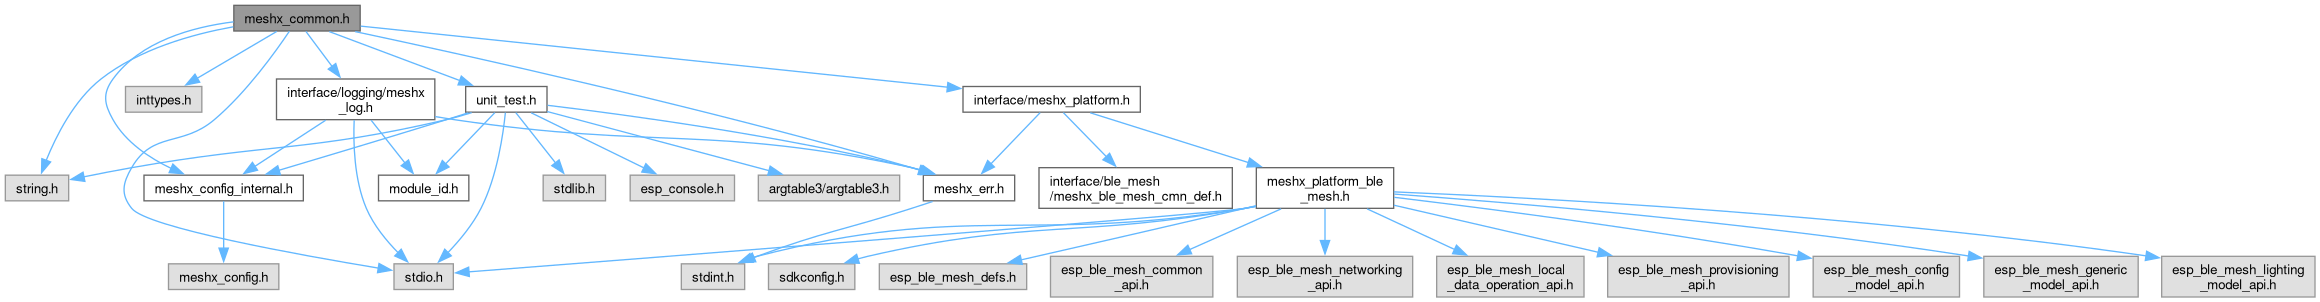 meshx_common.h
inttypes.h
interface/logging/meshx
_log.h
unit_test.h
interface/meshx_platform.h
string.h
meshx_config_internal.h
module_id.h
stdlib.h
esp_console.h
argtable3/argtable3.h
meshx_err.h
interface/ble_mesh
/meshx_ble_mesh_cmn_def.h
meshx_platform_ble
_mesh.h
meshx_config.h
stdio.h
stdint.h
sdkconfig.h
esp_ble_mesh_defs.h
esp_ble_mesh_common
_api.h
esp_ble_mesh_networking
_api.h
esp_ble_mesh_local
_data_operation_api.h
esp_ble_mesh_provisioning
_api.h
esp_ble_mesh_config
_model_api.h
esp_ble_mesh_generic
_model_api.h
esp_ble_mesh_lighting
_model_api.h